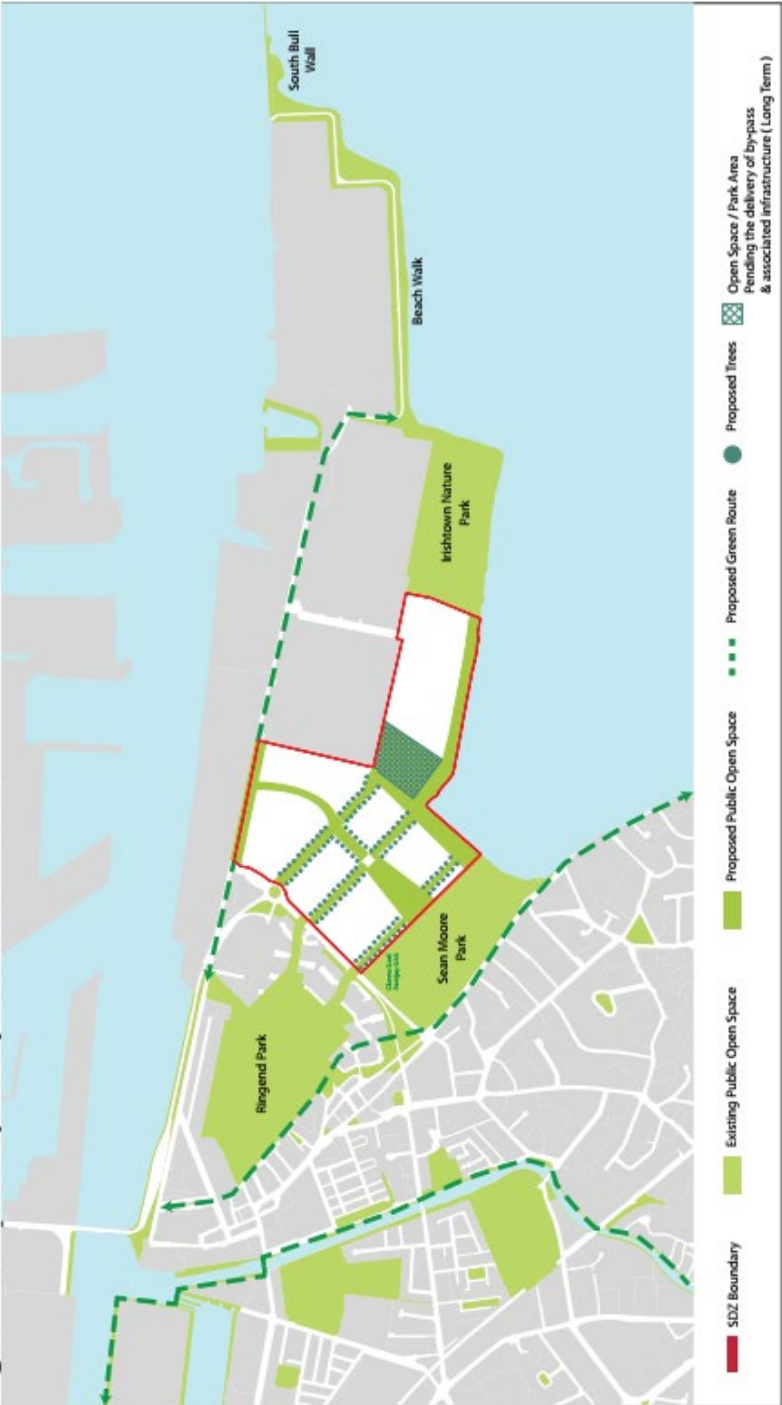 South Bull
Wall
Beach Walk
Irishtown Nature
Park
Sean Moore
Park
Ringend Park
SDZ Boundary
Existing Public Open Space
Proposed Public Open Space
Proposed Green Route
Proposed Trees
Open Space / Park Area
Pending the delivery of by-pass
& associated infrastructure ( Long Term )